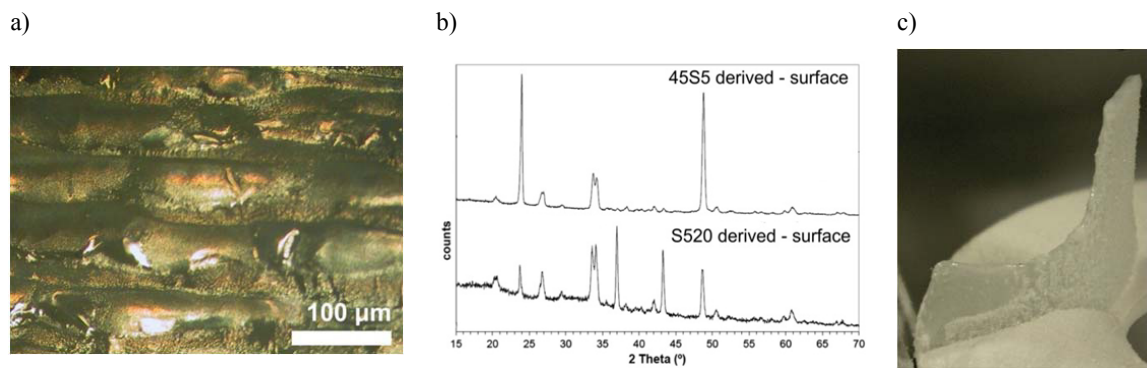 a)
b)
c)
100 µm
45S5 derived - surface
S520 derived - surface
counts
15 20 25 30 35 40 45 50 55 60 65 70
2 Theta (º)